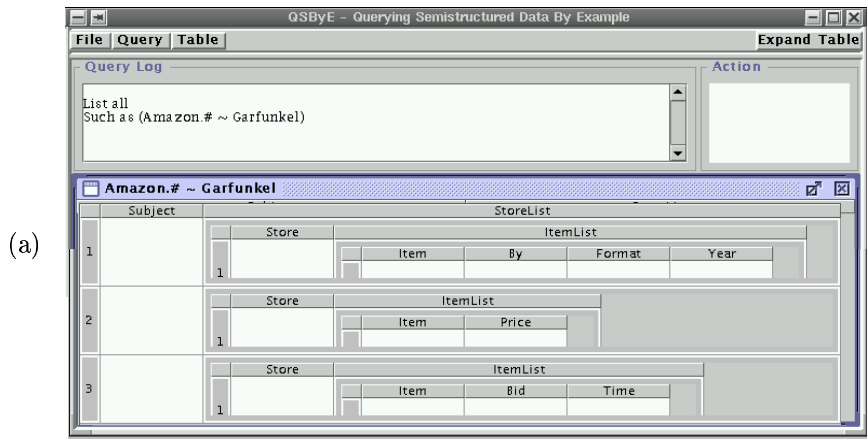 QSByE - Querying Semistructured Data By Example
File Query Table Expand Table
Query Log Action
List all
Such as (Amazon.# ~ Garfunkel)
Amazon.# ~ Garfunkel
Subject StoreList
(a)
1 Store ItemList
Item By Format Year
1
2 Store ItemList
Item Price
1
3 Store ItemList
Item Bid Time
1